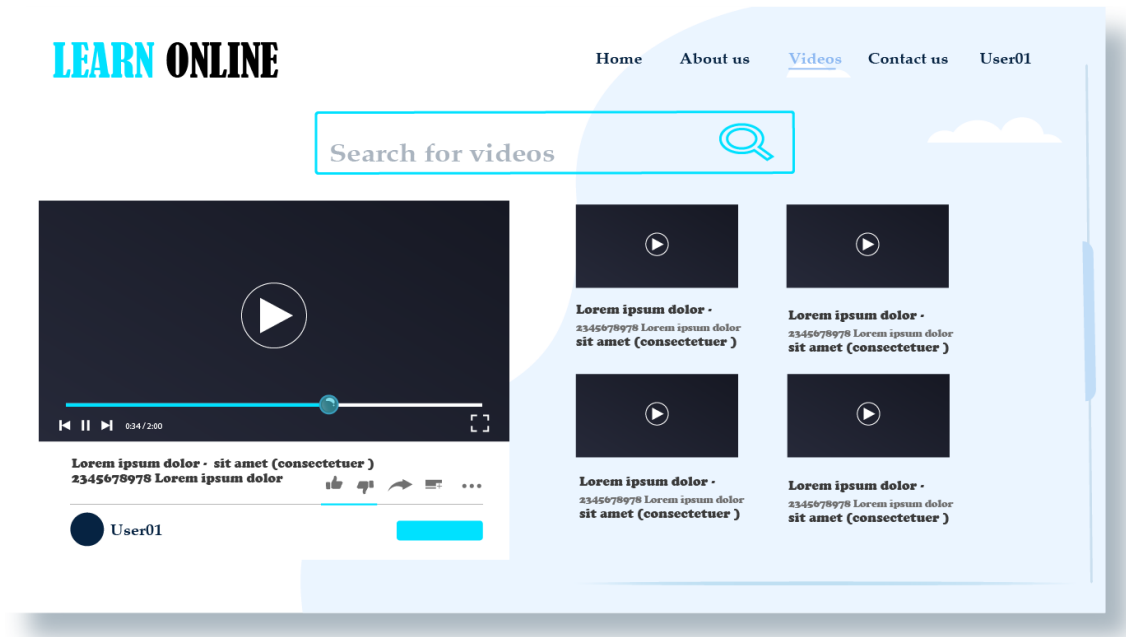 LEARN ONLINE
Home About us Videos Contact us User01
Search for videos
0:34/2:00
Lorem ipsum dolor · sit amet (consectetuer )
2345678978 Lorem ipsum dolor
User01
Lorem ipsum dolor ·
2345678978 Lorem ipsum dolor
sit amet (consectetuer )
Lorem ipsum dolor ·
2345678978 Lorem ipsum dolor
sit amet (consectetuer )
Lorem ipsum dolor ·
2345678978 Lorem ipsum dolor
sit amet (consectetuer )
Lorem ipsum dolor ·
2345678978 Lorem ipsum dolor
sit amet (consectetuer )